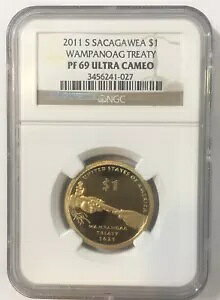 2011 S SACAGAWEA $1
WAMPANOAG TREATY
PF 69 ULTRA CAMEO
3456241-027
NGC
UNITED STATES OF AMERICA
$1
WAMPANOAG
TREATY
1621